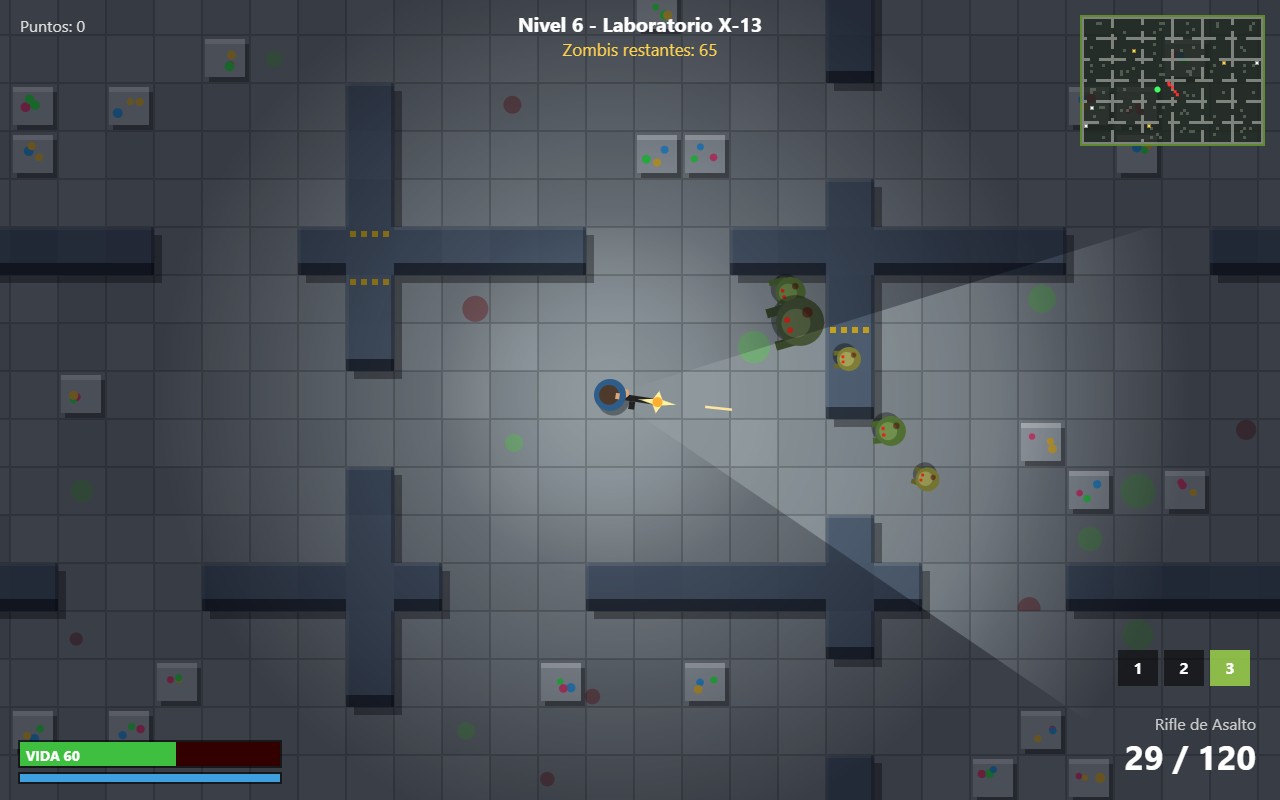 Puntos: 0
Nivel 6 - Laboratorio X-13
Zombis restantes: 65
1 2 3
Rifle de Asalto
29 / 120
VIDA 60